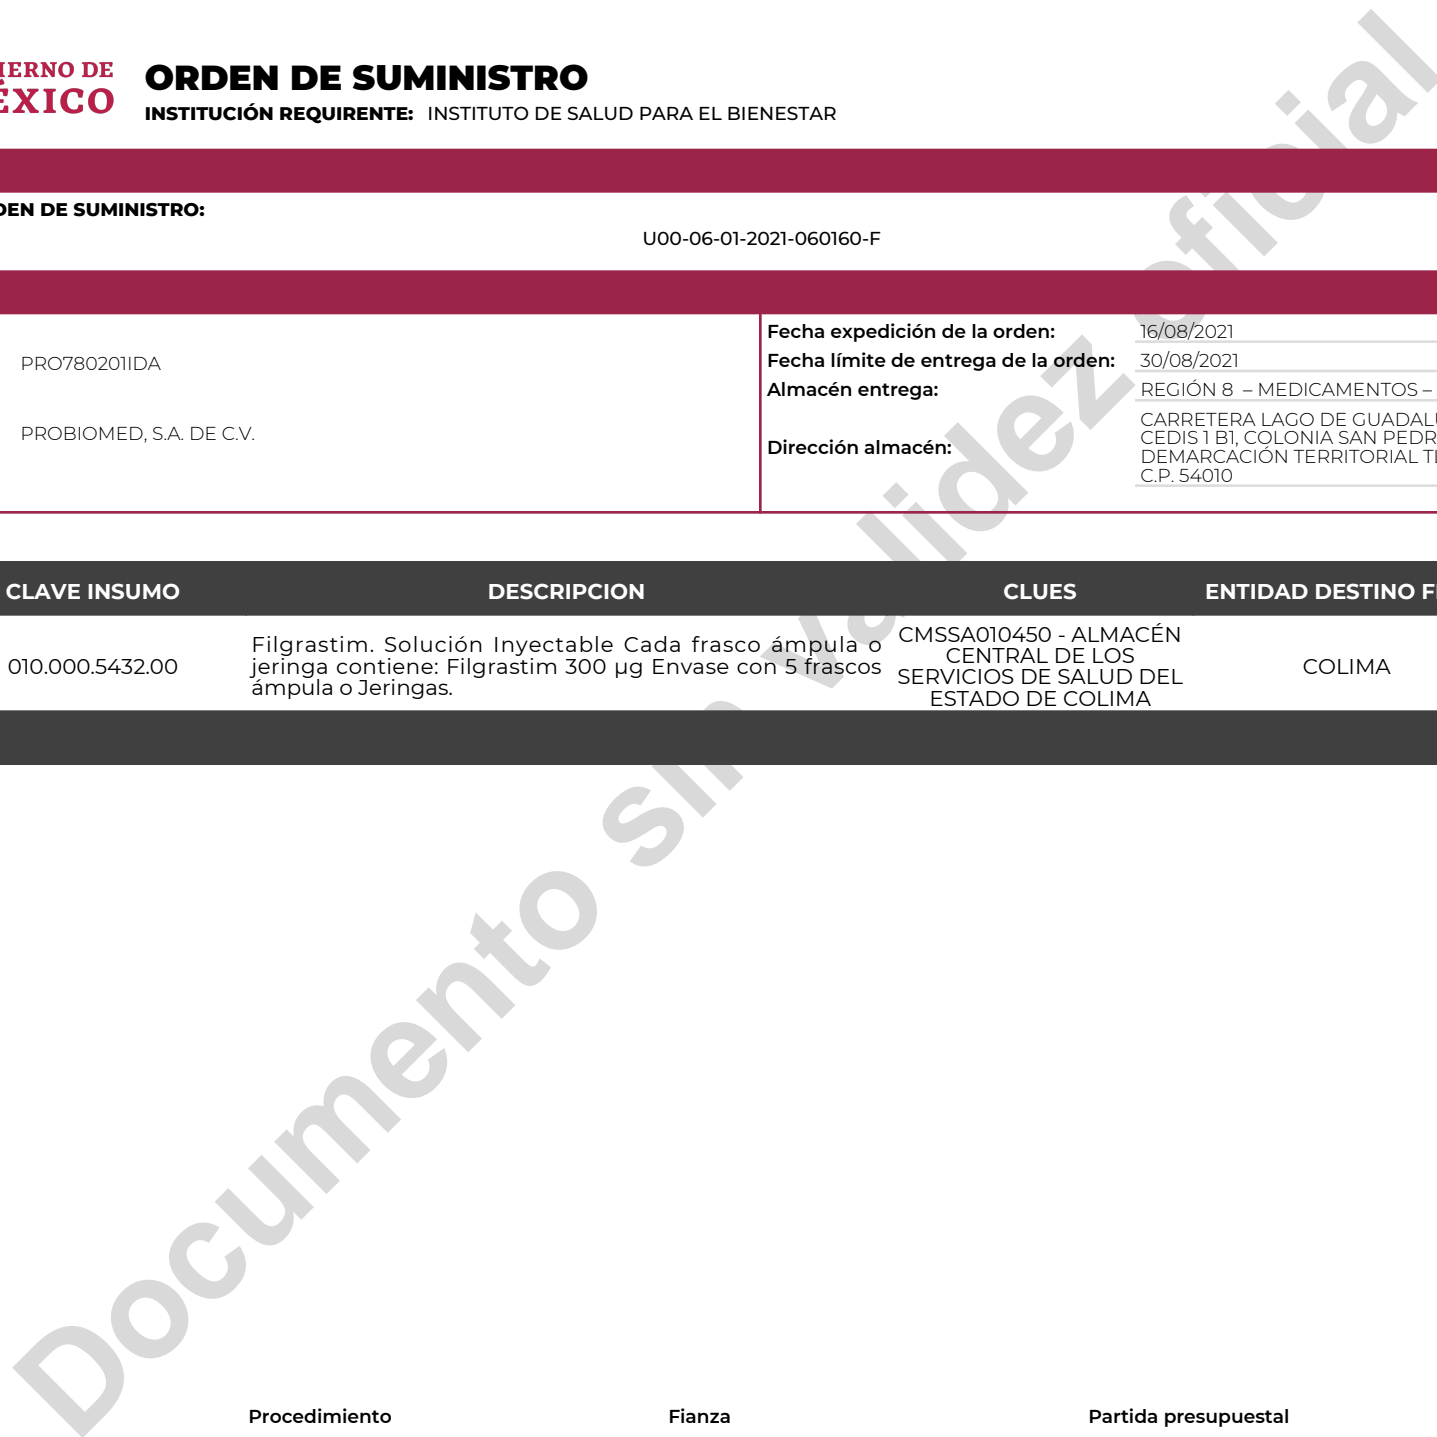 IERNO DE
ÉXICO
ORDEN DE SUMINISTRO
INSTITUCIÓN REQUIRENTE: INSTITUTO DE SALUD PARA EL BIENESTAR
DEN DE SUMINISTRO:
U00-06-01-2021-060160-F
PRO780201IDA
PROBIOMED, S.A. DE C.V.
Fecha expedición de la orden: 16/08/2021
Fecha límite de entrega de la orden: 30/08/2021
Almacén entrega: REGIÓN 8 – MEDICAMENTOS –
Dirección almacén:
CARRETERA LAGO DE GUADALU
CEDIS 1 B1, COLONIA SAN PEDR
DEMARCACIÓN TERRITORIAL TL
C.P. 54010
CLAVE INSUMO DESCRIPCION CLUES ENTIDAD DESTINO F
010.000.5432.00
Filgrastim. Solución Inyectable Cada frasco ámpula o
jeringa contiene: Filgrastim 300 µg Envase con 5 frascos
ámpula o Jeringas.
CMSSA010450 - ALMACÉN
CENTRAL DE LOS
SERVICIOS DE SALUD DEL
ESTADO DE COLIMA
COLIMA
Documento sin validez oficial
Procedimiento Fianza Partida presupuestal